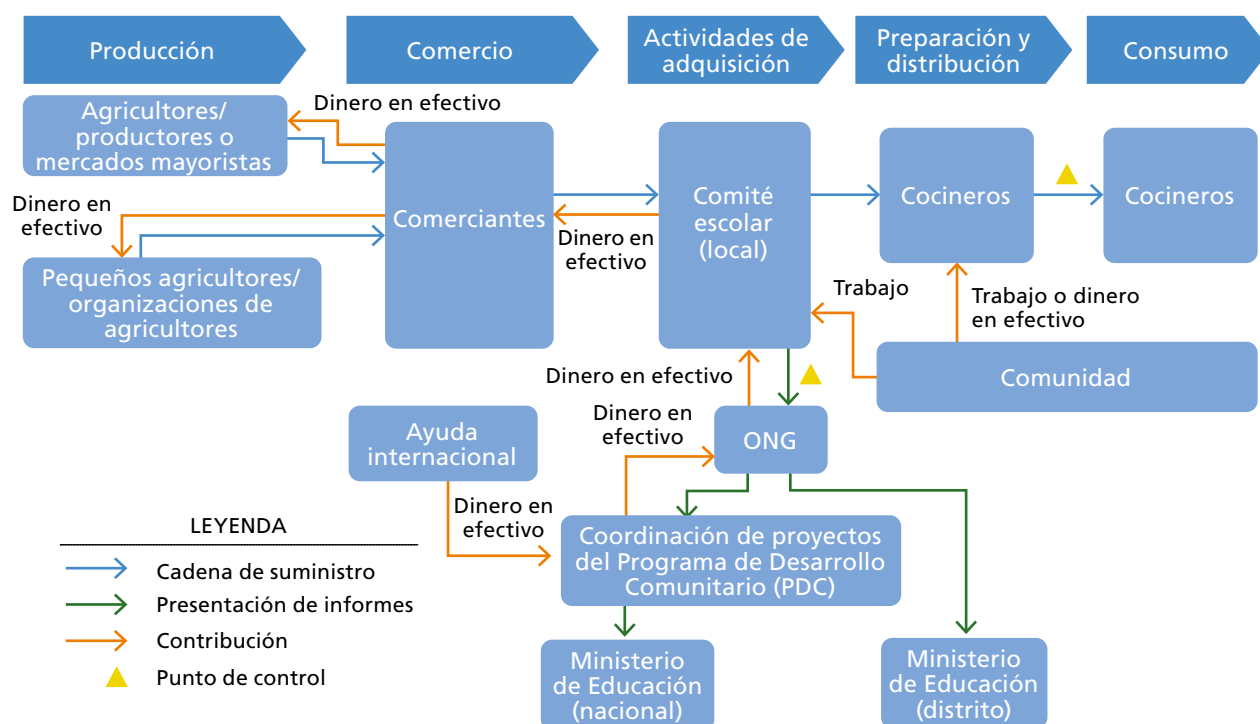 Producción
Comercio
Actividades de
adquisición
Preparación y
distribución
Consumo
Agricultores/
productores o
mercados mayoristas
Dinero en efectivo
Dinero en
efectivo
Pequeños agricultores/
organizaciones de
agricultores
Comerciantes
Dinero en
efectivo
Comité
escolar
(local)
Cocineros
Cocineros
Trabajo
Trabajo o dinero
en efectivo
Comunidad
Dinero en efectivo
Dinero en
efectivo
ONG
Ayuda
internacional
Dinero en
efectivo
Coordinación de proyectos
del Programa de Desarrollo
Comunitario (PDC)
Ministerio
de Educación
(nacional)
Ministerio
de Educación
(distrito)
LEYENDA
Cadena de suministro
Presentación de informes
Contribución
Punto de control